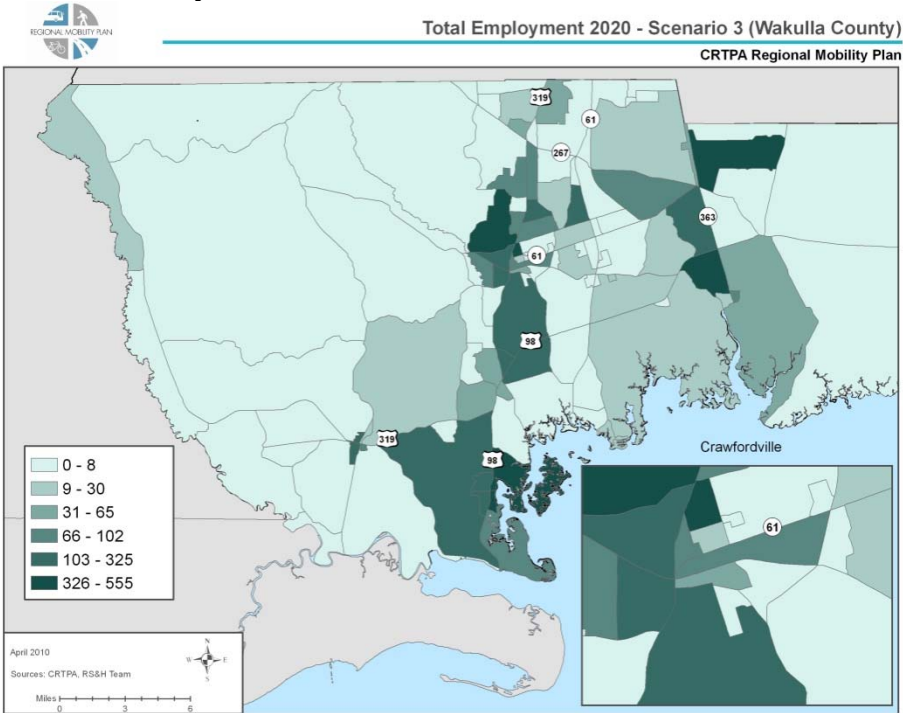 REGIONAL MOBILITY PLAN
Total Employment 2020 - Scenario 3 (Wakulla County)
CRTPA Regional Mobility Plan
319
61
267
363
61
98
319
98
Crawfordville
61
0 - 8
9 - 30
31 - 65
66 - 102
103 - 325
326 - 555
April 2010
N
W E
S
Sources: CRTPA, RS&H Team
Miles
0 3 6